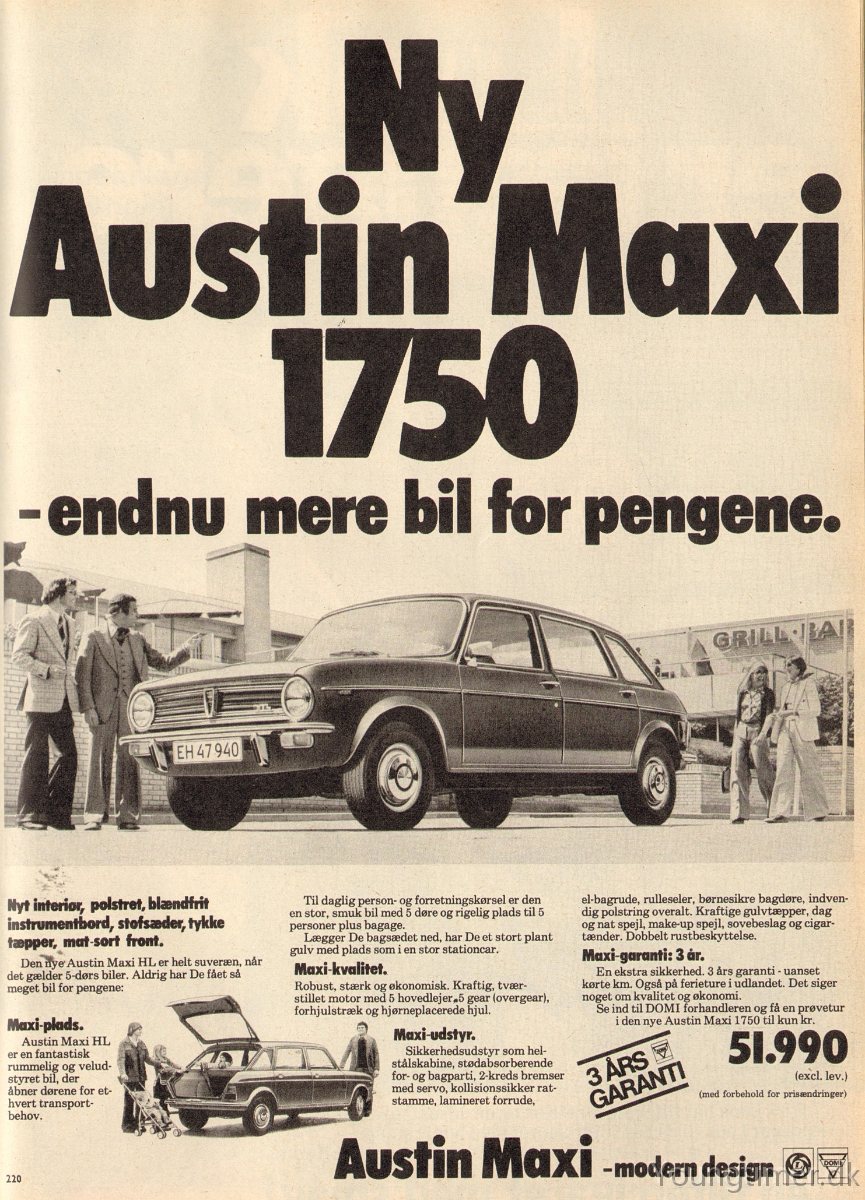 Ny
Austin Maxi
1750
-endnu mere bil for pengene.
GRILL·BAR
EH 47 940
Nyt interiør, polstret, blændfrit
instrumentbord, stofsæder, tykke
tæpper, mat-sort front.
Den nye Austin Maxi HL er helt suveræn, når
det gælder 5-dørs biler. Aldrig har De fået så
meget bil for pengene:
Maxi-plads.
Austin Maxi HL
er en fantastisk
rummelig og velud-
styret bil, der
åbner dørene for et-
hvert transport-
behov.
Til daglig person- og forretningskørsel er den
en stor, smuk bil med 5 døre og rigelig plads til 5
personer plus bagage.
Lægger De bagsædet ned, har De et stort plant
gulv med plads som i en stor stationcar.
Maxi-kvalitet.
Robust, stærk og økonomisk. Kraftig, tvær-
stillet motor med 5 hovedlejer. 5 gear (overgear),
forhjulstræk og hjørneplacerede hjul.
Maxi-udstyr.
Sikkerhedsudstyr som hel-
stålskabine, stødabsorberende
for- og bagparti, 2-kreds bremser
med servo, kollisionssikker rat-
stamme, lamineret forrude,
el-bagrude, rulleseler, børnesikre bagdøre, indven-
dig polstring overalt. Kraftige gulvtæpper, dag
og nat spejl, make-up spejl, sovebeslag og cigar-
tænder. Dobbelt rustbeskyttelse.
Maxi-garanti: 3 år.
En ekstra sikkerhed. 3 års garanti - uanset
kørte km. Også på ferieture i udlandet. Det siger
noget om kvalitet og økonomi.
Se ind til DOMI forhandleren og få en prøvetur
i den nye Austin Maxi 1750 til kun kr.
3 ÅRS
GARANTI
51.990
(excl. lev.)
(med forbehold for prisændringer)
Austin Maxi -modern design
DOMI
220
Youngtimer.dk